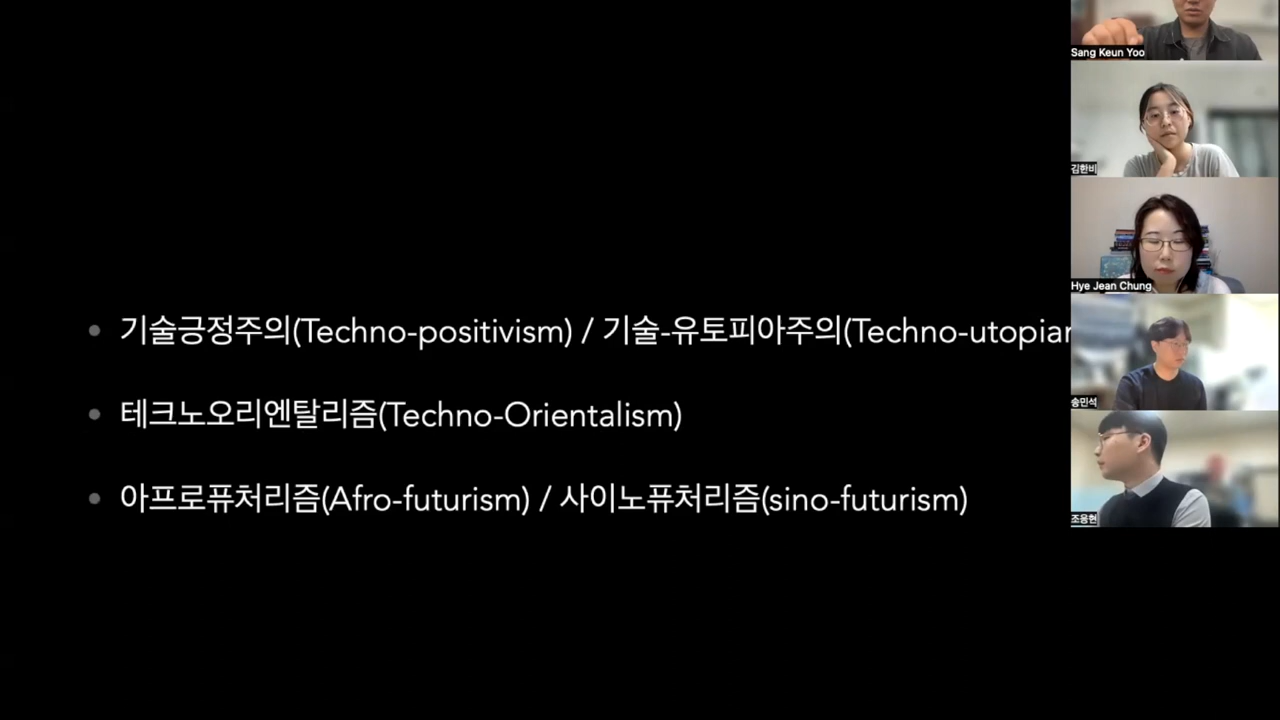 기술긍정주의(Techno-positivism) / 기술-유토피아주의(Techno-utopian
테크노오리엔탈리즘(Techno-Orientalism)
아프로퓨처리즘(Afro-futurism) / 사이노퓨처리즘(sino-futurism)
Sang Keun Yoo
김한비
Hye Jean Chung
송민석
조용현